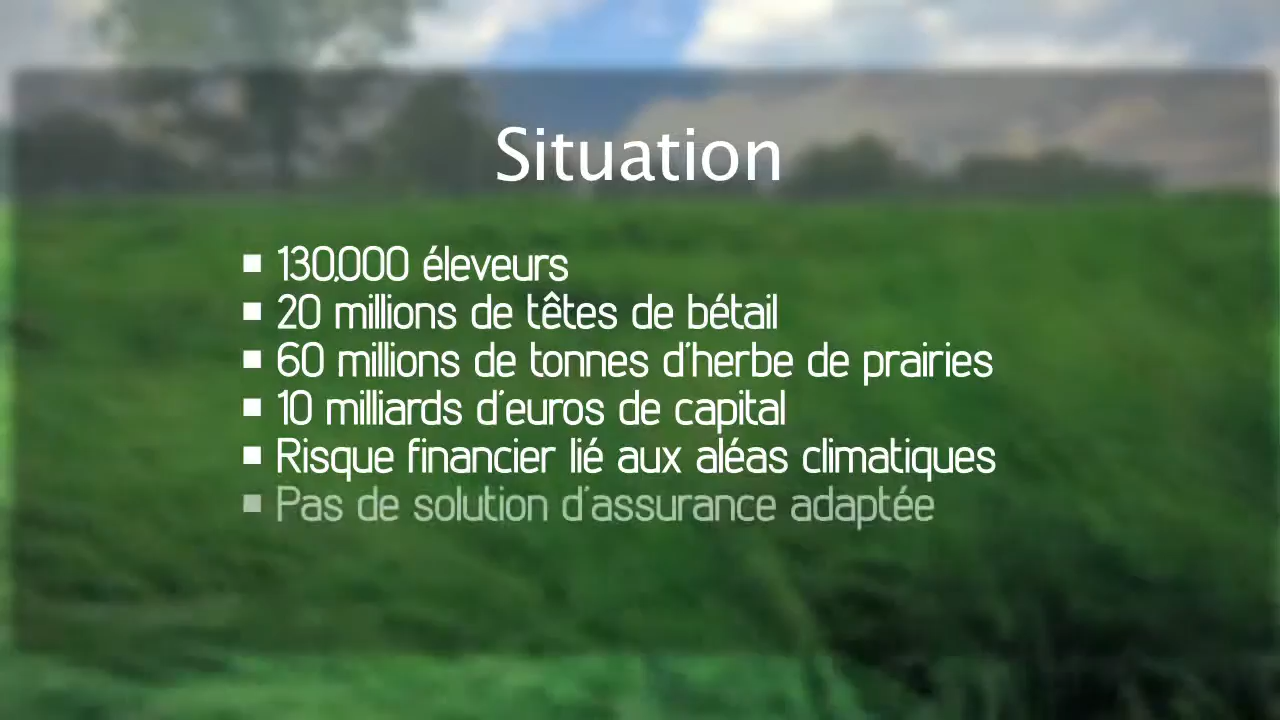 Situation
▪ 130,000 éleveurs
▪ 20 millions de têtes de bétail
▪ 60 millions de tonnes d'herbe de prairies
▪ 10 milliards d'euros de capital
▪ Risque financier lié aux aléas climatiques
▪ Pas de solution d'assurance adaptée